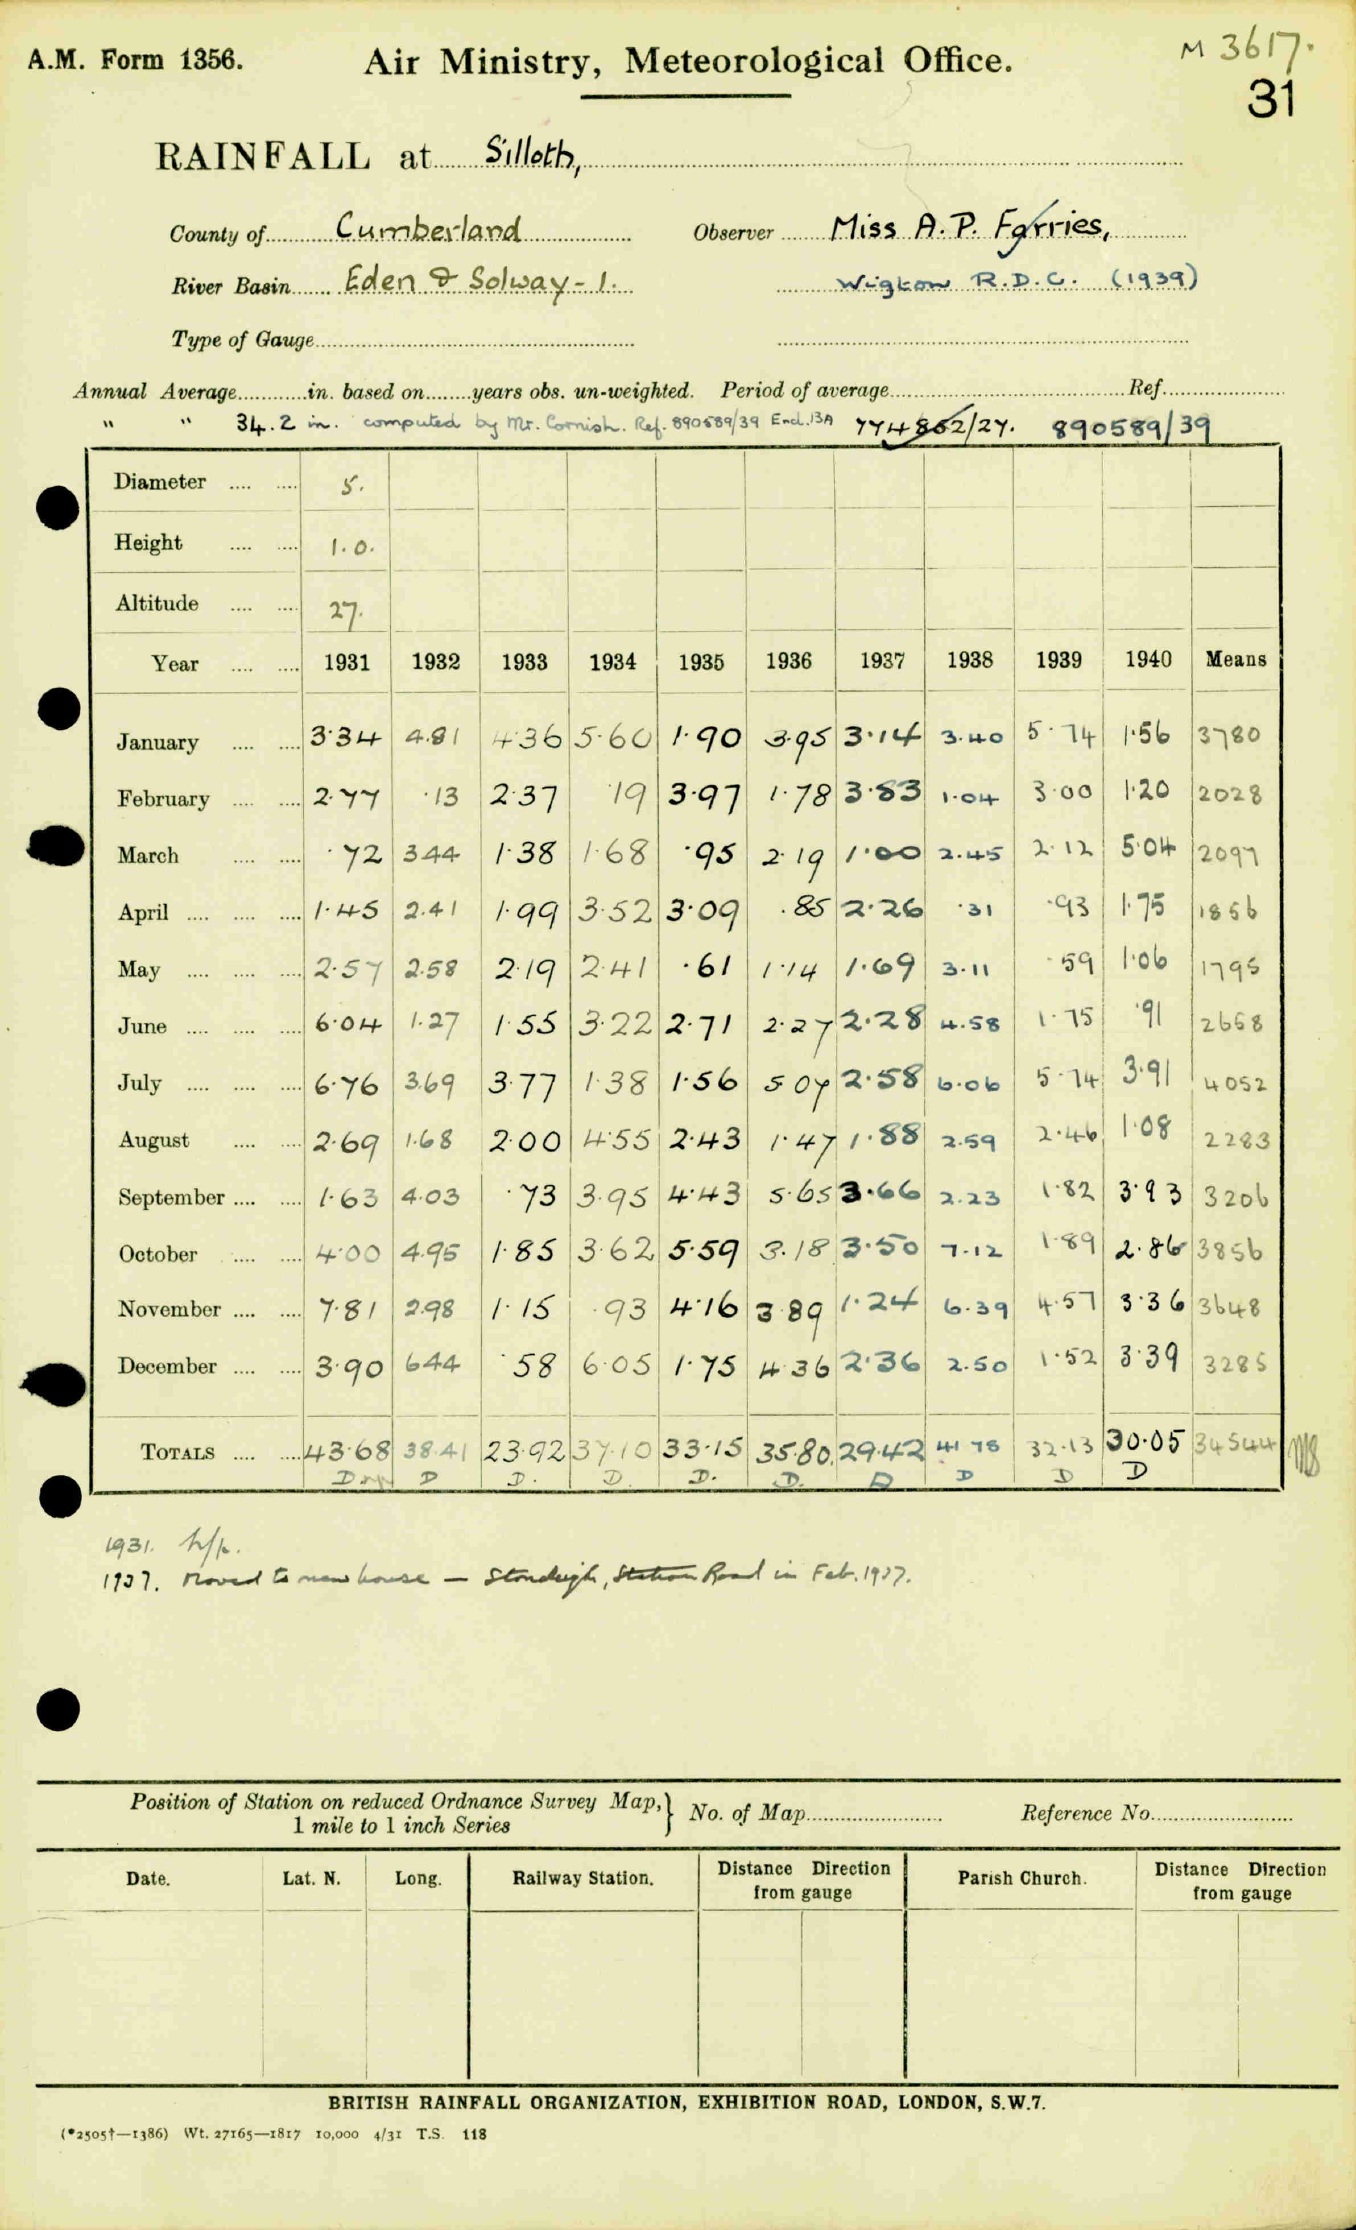 A.M. Form 1356.
Air Ministry, Meteorological Office.
M 3617.
31
RAINFALL at Silloth,
County of Cumberland Observer Miss A. P. Farries,
River Basin Eden & Solway - 1. Wigton R.D.C. (1939)
Type of Gauge
Annual Average in. based on years obs. un-weighted. Period of average Ref.
" " 34.2 in. computed by Mr. Cornish. Ref. 890589/39 Encl. 13A 774862/27. 890589/39
Diameter 5.
Height 1.0.
Altitude 27.
Year 1931 1932 1933 1934 1935 1936 1937 1938 1939 1940 Means
January 3.34 4.81 4.36 5.60 1.90 3.95 3.14 3.40 5.74 1.56 3780
February 2.77 .13 2.37 19 3.97 1.78 3.83 1.04 3.00 1.20 2028
March .72 3.44 1.38 1.68 .95 2.19 1.00 2.45 2.12 5.04 2097
April 1.45 2.41 1.99 3.52 3.09 .85 2.26 .31 .93 1.75 1856
May 2.57 2.58 2.19 2.41 .61 1.14 1.69 3.11 .59 1.06 1795
June 6.04 1.27 1.55 3.22 2.71 2.27 2.28 4.58 1.75 .91 2658
July 6.76 3.69 3.77 1.38 1.56 5.07 2.58 6.06 5.74 3.91 4052
August 2.69 1.68 2.00 4.55 2.43 1.47 1.88 2.59 2.46 1.08 2283
September 1.63 4.03 .73 3.95 4.43 5.65 3.66 2.23 1.82 3.93 3206
October 4.00 4.95 1.85 3.62 5.59 3.18 3.50 7.12 1.89 2.86 3856
November 7.81 2.98 1.15 .93 4.16 3.89 1.24 6.39 4.57 3.36 3648
December 3.90 6.44 .58 6.05 1.75 4.36 2.36 2.50 1.52 3.39 3285
TOTALS 43.68 38.41 23.92 37.10 33.15 35.80 29.42 41.78 32.13 30.05 34544
D D. D. D. D. D D D D
1931.
1937. Moved to new house - Stoneleigh, Station Road in Feb. 1937.
Position of Station on reduced Ordnance Survey Map, 1 mile to 1 inch Series } No. of Map Reference No.
Date. Lat. N. Long. Railway Station. Distance Direction from gauge Parish Church. Distance Direction from gauge
BRITISH RAINFALL ORGANIZATION, EXHIBITION ROAD, LONDON, S.W.7.
(*2505†—1386) Wt. 27165—1817 10,000 4/31 T.S. 118